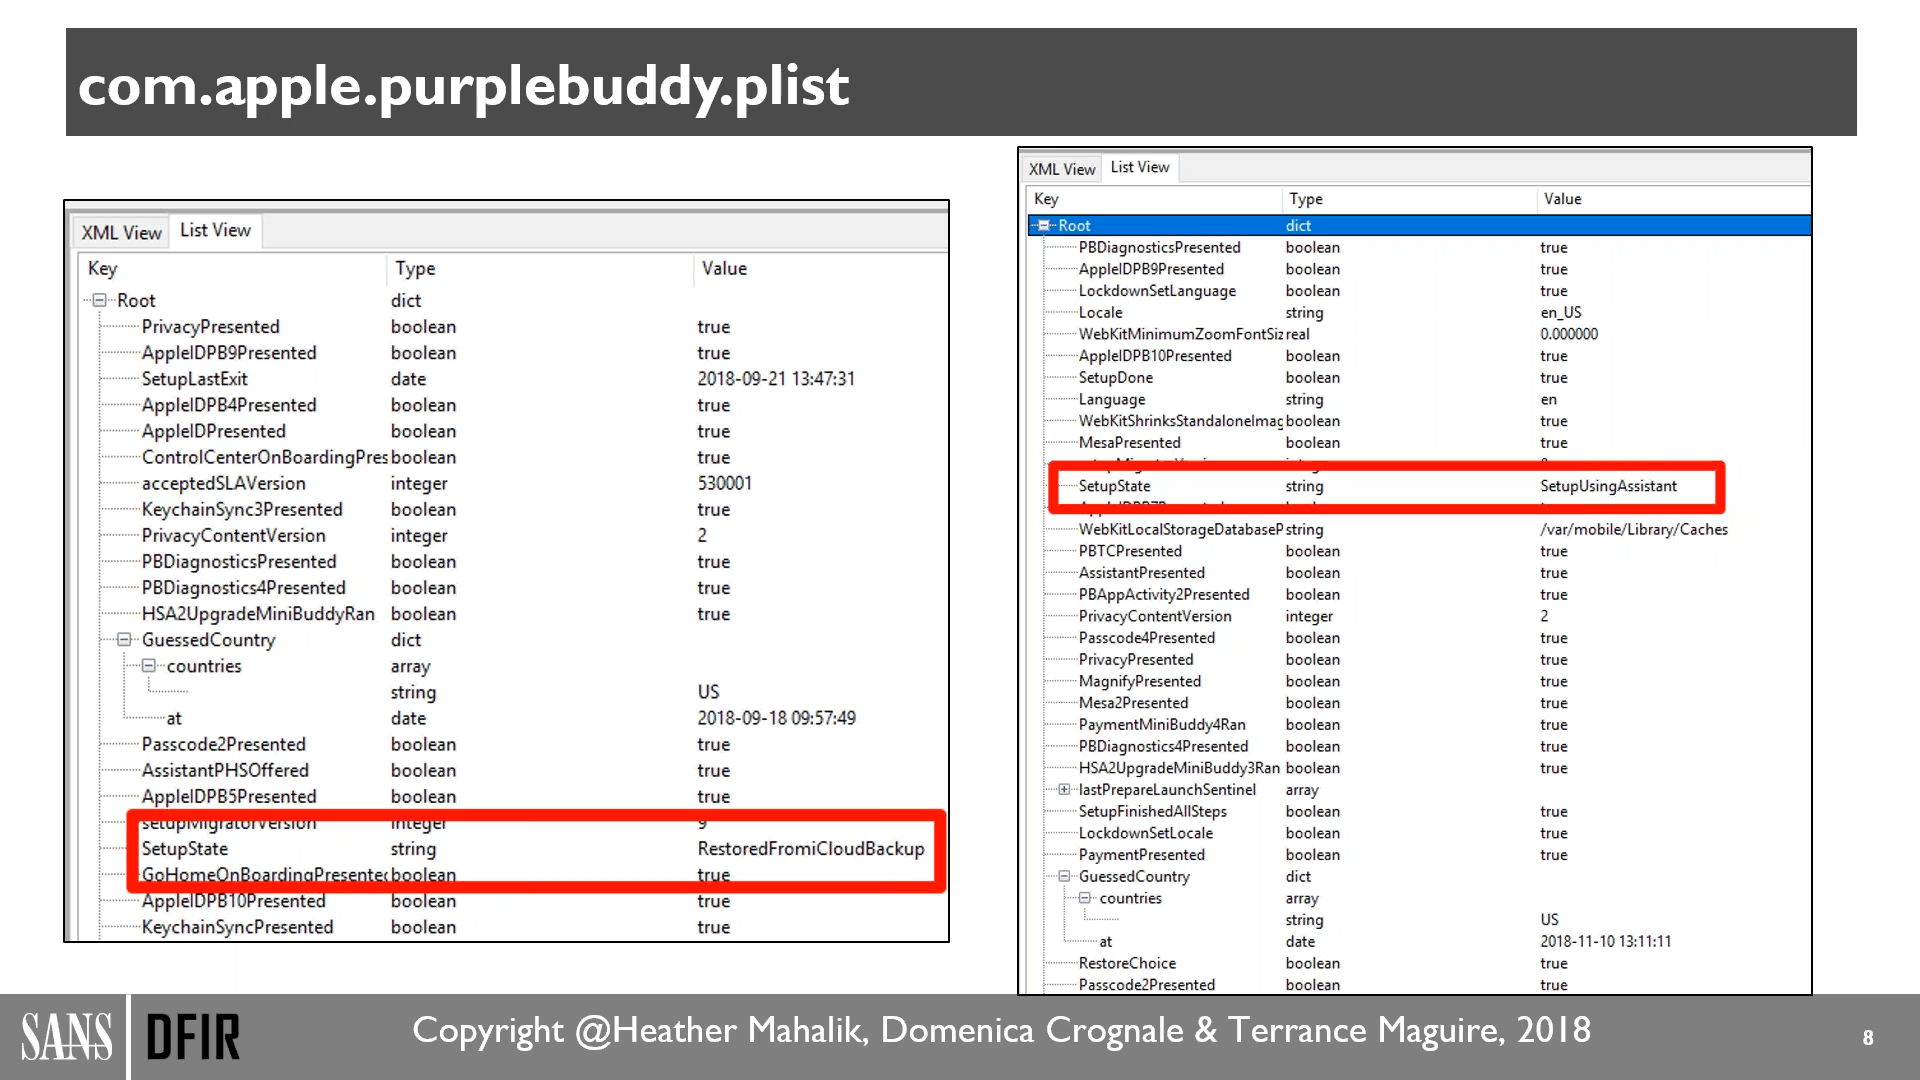 com.apple.purplebuddy.plist
XML View List View
Key Type Value
Root dict
PrivacyPresented boolean true
AppleIDPB9Presented boolean true
SetupLastExit date 2018-09-21 13:47:31
AppleIDPB4Presented boolean true
AppleIDPresented boolean true
ControlCenterOnBoardingPres boolean true
acceptedSLAVersion integer 530001
KeychainSync3Presented boolean true
PrivacyContentVersion integer 2
PBDiagnosticsPresented boolean true
PBDiagnostics4Presented boolean true
HSA2UpgradeMiniBuddyRan boolean true
GuessedCountry dict
countries array
string US
at date 2018-09-18 09:57:49
Passcode2Presented boolean true
AssistantPHSOffered boolean true
AppleIDPB5Presented boolean true
setupMigratorVersion integer 9
SetupState string RestoredFromiCloudBackup
GoHomeOnBoardingPresented boolean true
AppleIDPB10Presented boolean true
KeychainSyncPresented boolean true
XML View List View
Key Type Value
Root dict
PBDiagnosticsPresented boolean true
AppleIDPB9Presented boolean true
LockdownSetLanguage boolean true
Locale string en_US
WebKitMinimumZoomFontSiz real 0.000000
AppleIDPB10Presented boolean true
SetupDone boolean true
Language string en
WebKitShrinksStandaloneImag boolean true
MesaPresented boolean true
SetupState string SetupUsingAssistant
WebKitLocalStorageDatabaseP string /var/mobile/Library/Caches
PBTCPresented boolean true
AssistantPresented boolean true
PBAppActivity2Presented boolean true
PrivacyContentVersion integer 2
Passcode4Presented boolean true
PrivacyPresented boolean true
MagnifyPresented boolean true
Mesa2Presented boolean true
PaymentMiniBuddy4Ran boolean true
PBDiagnostics4Presented boolean true
HSA2UpgradeMiniBuddy3Ran boolean true
lastPrepareLaunchSentinel array
SetupFinishedAllSteps boolean true
LockdownSetLocale boolean true
PaymentPresented boolean true
GuessedCountry dict
countries array
string US
at date 2018-11-10 13:11:11
RestoreChoice boolean true
Passcode2Presented boolean true
SANS DFIR
Copyright @Heather Mahalik, Domenica Crognale & Terrance Maguire, 2018
8